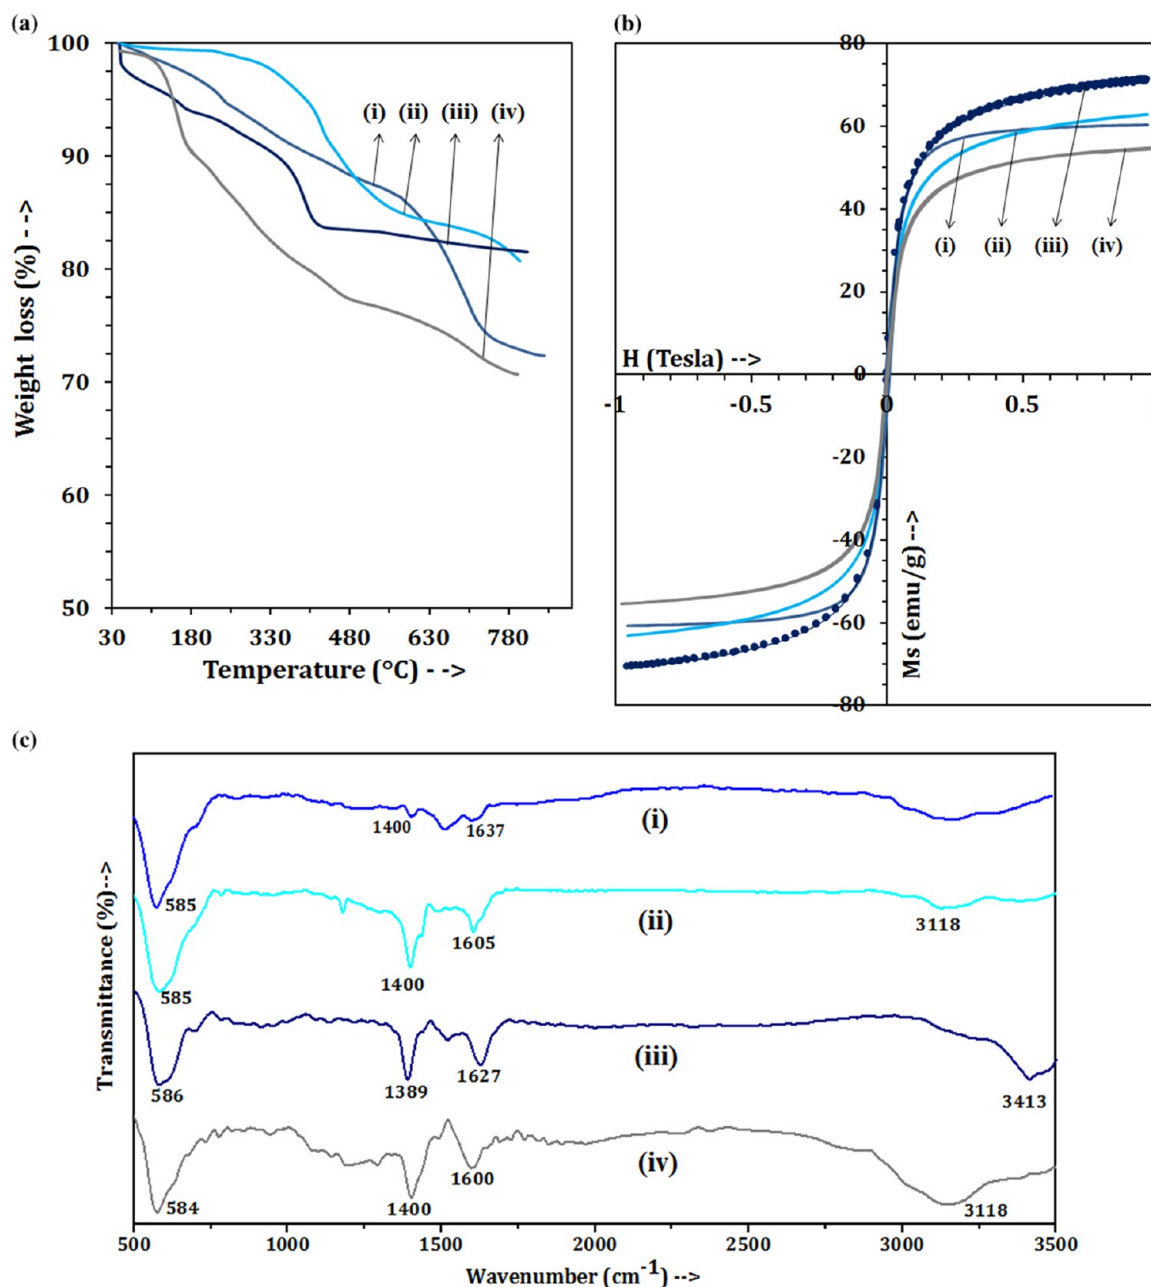 (a)
100
90
80
70
60
50
Weight loss (%) -->
(i) (ii) (iii) (iv)
30 180 330 480 630 780
Temperature (°C) - -->
(b)
80
60
40
20
0
-20
-40
-60
-80
(i) (ii) (iii) (iv)
H (Tesla) -->
-1 -0.5 0 0.5
Ms (emu/g) -->
(c)
Transmittance (%)-->
1400 1637 (i)
585
(ii)
1605 3118
1400
585
(iii)
1627
586 1389 3413
(iv)
1600
584 1400 3118
500 1000 1500 2000 2500 3000 3500
Wavenumber (cm⁻¹) -->